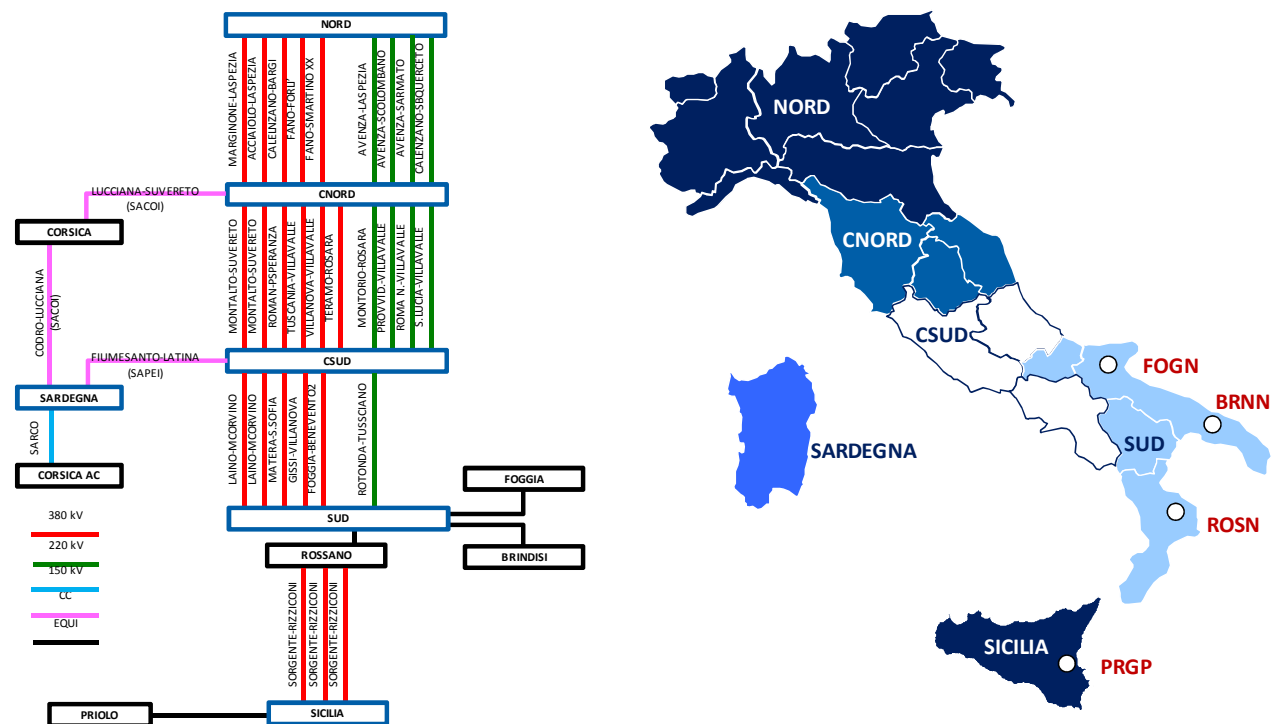 NORD
MARGINONE-LASPEZIA
ACCIAIOLO-LASPEZIA
CALELNZANO-BARGI
FANO-FORLI'
FANO-SMARTINO XX
AVENZA-LASPEZIA
AVENZA-SCOLOMBANO
AVENZA-SARMATO
CALENZANO-SBQUERCETO
LUCCIANA-SUVERETO
(SACOI)
CNORD
CORSICA
CODRO-LUCCIANA
(SACOI)
MONTALTO-SUVERETO
MONTALTO-SUVERETO
ROMAN-PSPERANZA
TUSCANIA-VILLAVALLE
VILLANOVA-VILLAVALLE
TERAMO-ROSARA
MONTORIO-ROSARA
PROVVID.-VILLAVALLE
ROMA N.-VILLAVALLE
S.LUCIA-VILLAVALLE
FIUMESANTO-LATINA
(SAPEI)
CSUD
SARDEGNA
SARCO
CORSICA AC
LAINO-MCORVINO
LAINO-MCORVINO
MATERA-S.SOFIA
GISSI-VILLANOVA
FOGGIA-BENEVENTO2
ROTONDA-TUSSCIANO
FOGGIA
SUD
BRINDISI
ROSSANO
380 kV
220 kV
150 kV
CC
EQUI
SORGENTE-RIZZICONI
SORGENTE-RIZZICONI
SORGENTE-RIZZICONI
PRIOLO
SICILIA
NORD
CNORD
CSUD
FOGN
BRNN
SUD
SARDEGNA
ROSN
SICILIA
PRGP